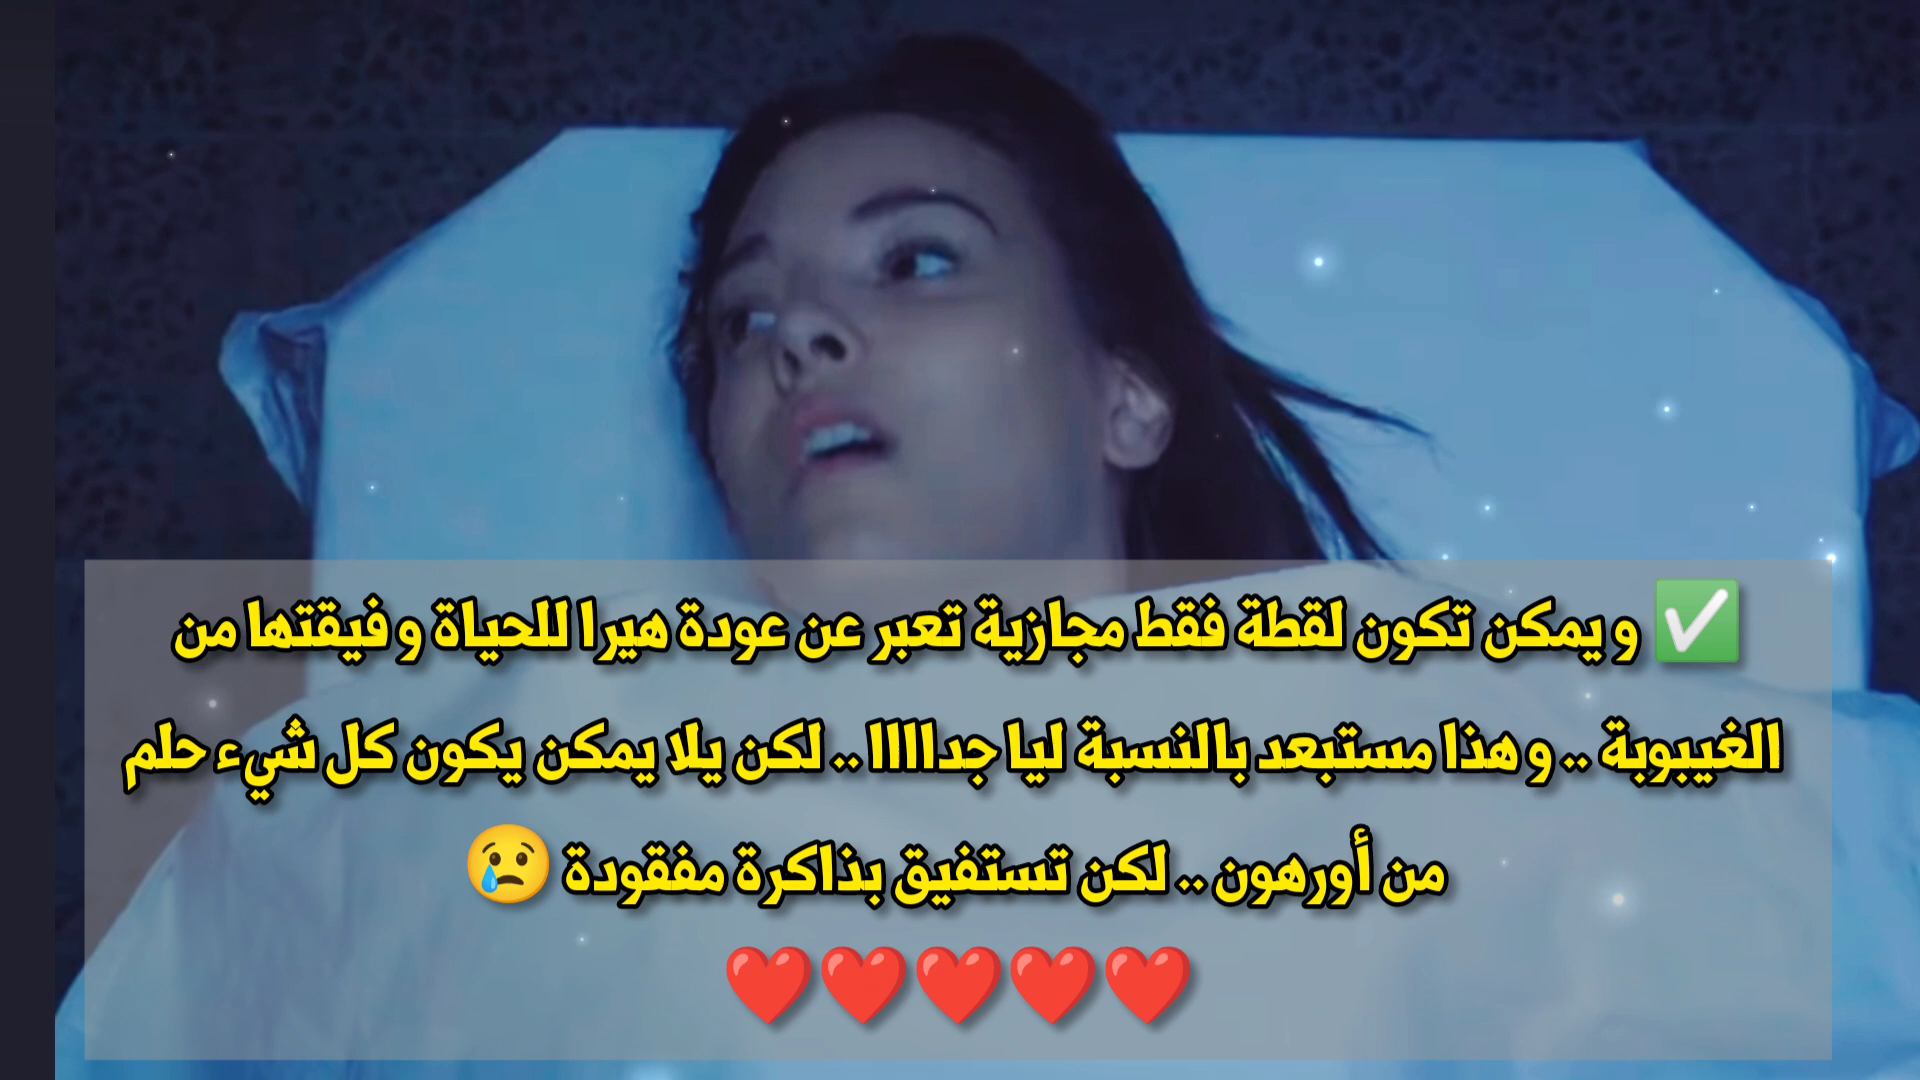 ✅ و يمكن تكون لقطة فقط مجازية تعبر عن عودة هيرا للحياة و فيقتها من
الغيبوبة .. و هذا مستبعد بالنسبة ليا جداااا .. لكن يلا يمكن يكون كل شيء حلم
من أورهون .. لكن تستفيق بذاكرة مفقودة 😢
❤️❤️❤️❤️❤️